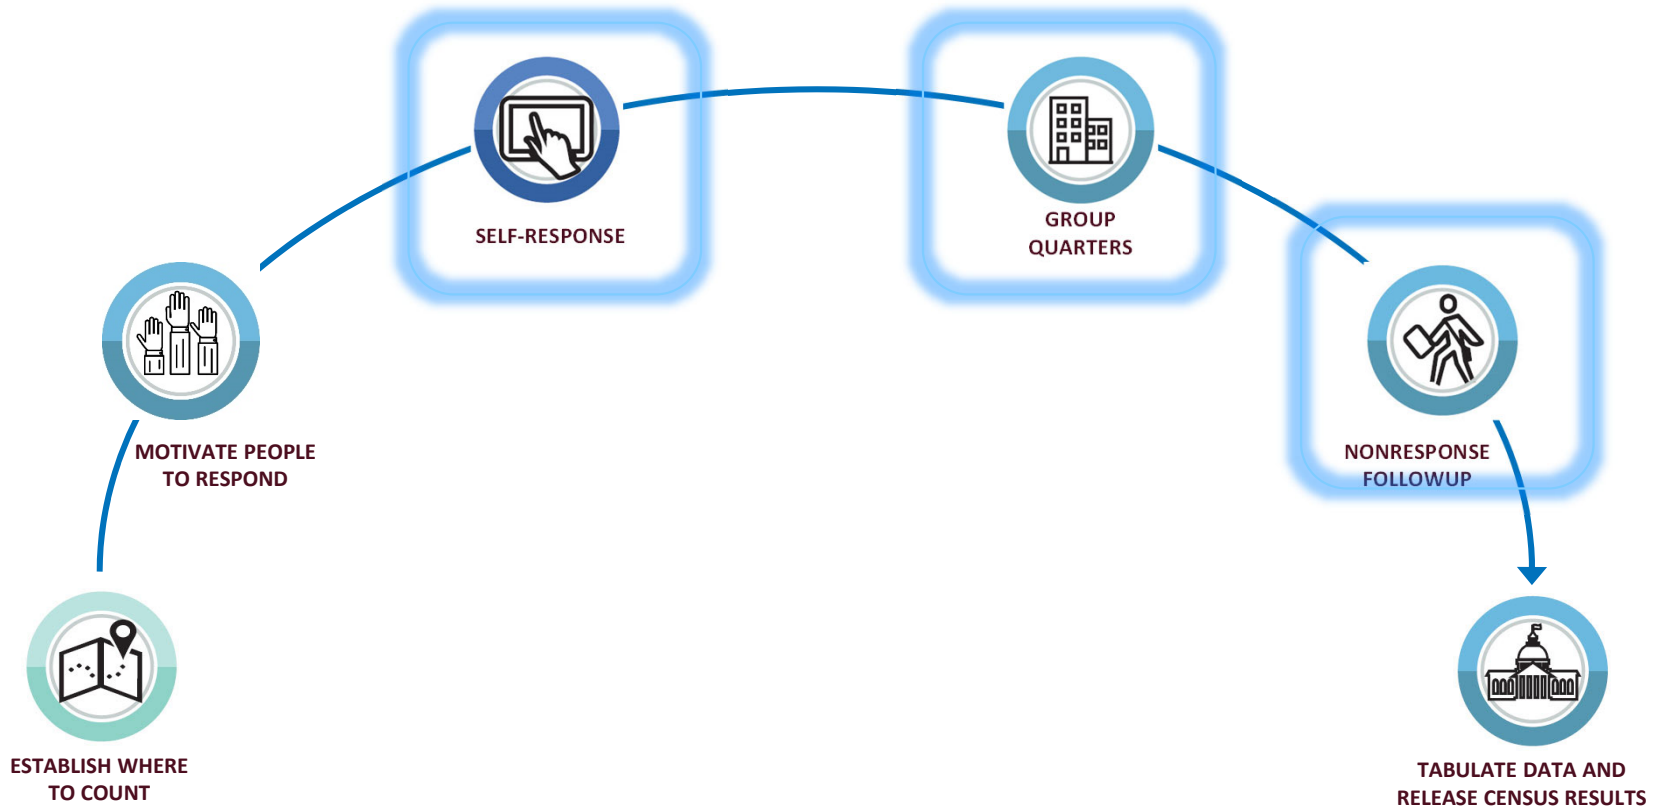 SELF-RESPONSE
GROUP
QUARTERS
MOTIVATE PEOPLE
TO RESPOND
NONRESPONSE
FOLLOWUP
ESTABLISH WHERE
TO COUNT
TABULATE DATA AND
RELEASE CENSUS RESULTS